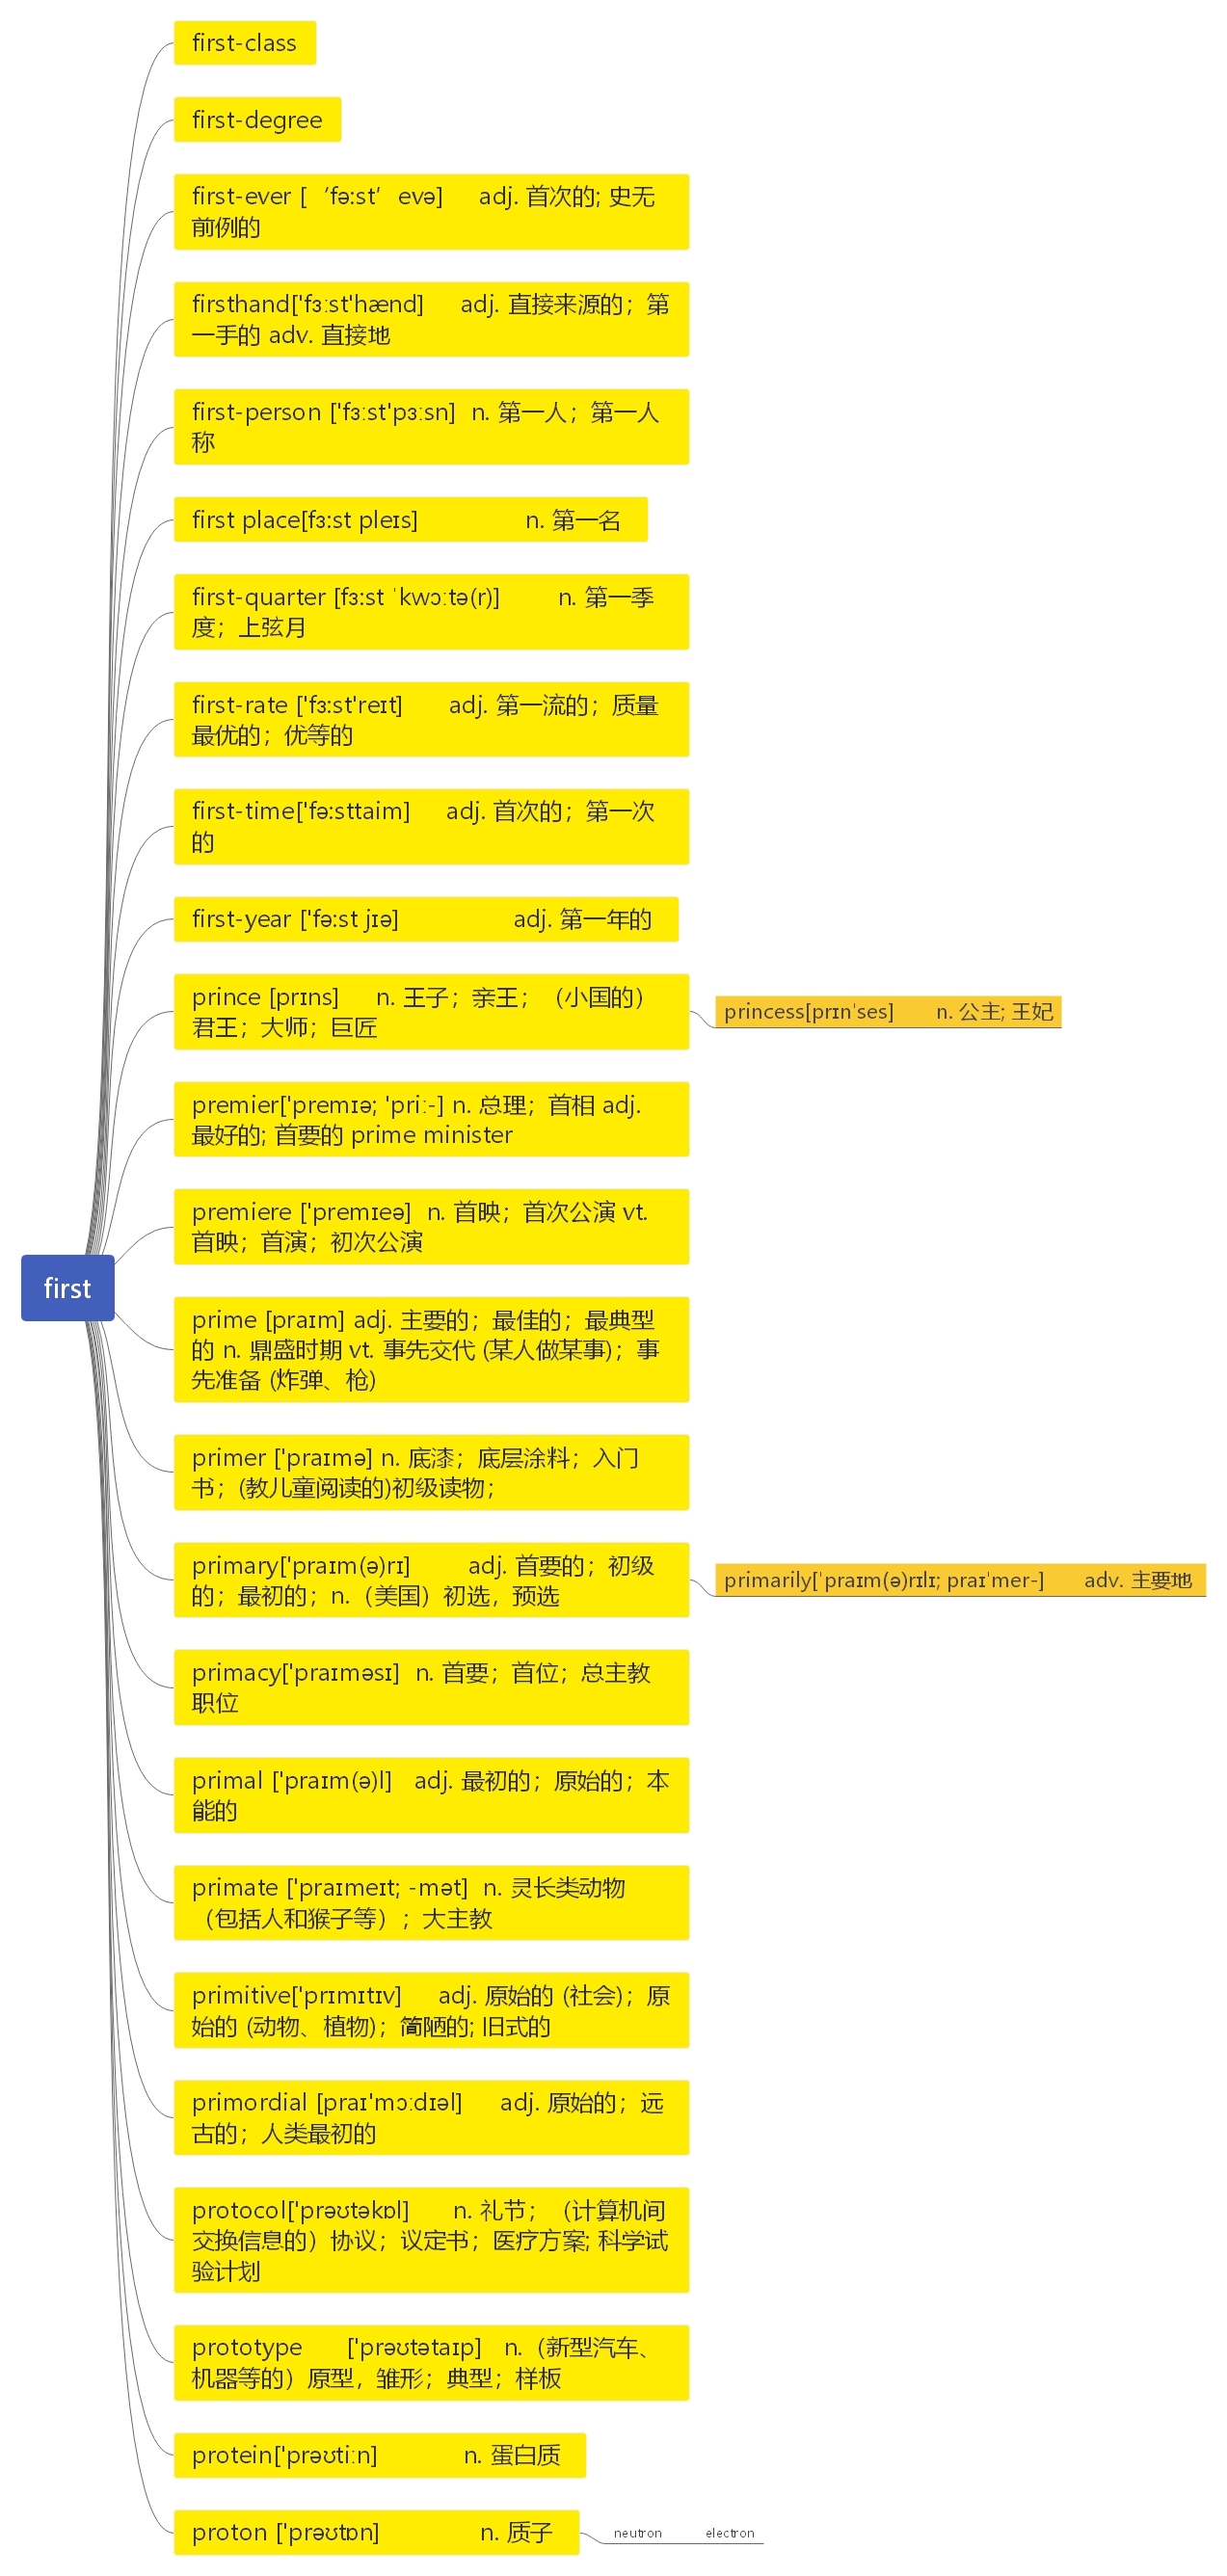 first-class
first-degree
first-ever [‘fə:st’evə] adj. 首次的; 史无
前例的
firsthand['fɜːst'hænd] adj. 直接来源的；第
一手的 adv. 直接地
first-person ['fɜːst'pɜːsn] n. 第一人；第一人
称
first place[fɜːst pleɪs] n. 第一名
first-quarter [fɜːst ˈkwɔːtə(r)] n. 第一季
度；上弦月
first-rate ['fɜːst'reɪt] adj. 第一流的；质量
最优的；优等的
first-time['fə:sttaim] adj. 首次的；第一次
的
first-year ['fə:st jɪə] adj. 第一年的
prince [prɪns] n. 王子；亲王；（小国的）
君王；大师；巨匠
princess[prɪnˈses] n. 公主; 王妃
premier['premɪə; 'priː-] n. 总理；首相 adj.
最好的; 首要的 prime minister
premiere ['premɪeə] n. 首映；首次公演 vt.
首映；首演；初次公演
first
prime [praɪm] adj. 主要的；最佳的；最典型
的 n. 鼎盛时期 vt. 事先交代 (某人做某事)；事
先准备 (炸弹、枪)
primer ['praɪmə] n. 底漆；底层涂料；入门
书；(教儿童阅读的)初级读物；
primary['praɪm(ə)rɪ] adj. 首要的；初级
的；最初的；n.（美国）初选，预选
primarily[ˈpraɪm(ə)rɪlɪ; praɪˈmer-] adv. 主要地
primacy['praɪməsɪ] n. 首要；首位；总主教
职位
primal ['praɪm(ə)l] adj. 最初的；原始的；本
能的
primate ['praɪmeɪt; -mət] n. 灵长类动物
（包括人和猴子等）；大主教
primitive['prɪmɪtɪv] adj. 原始的 (社会)；原
始的 (动物、植物)；简陋的; 旧式的
primordial [praɪ'mɔːdɪəl] adj. 原始的；远
古的；人类最初的
protocol['prəʊtəkɒl] n. 礼节；（计算机间
交换信息的）协议；议定书；医疗方案; 科学试
验计划
prototype ['prəʊtətaɪp] n.（新型汽车、
机器等的）原型，雏形；典型；样板
protein['prəʊtiːn] n. 蛋白质
proton ['prəʊtɒn] n. 质子
neutron electron